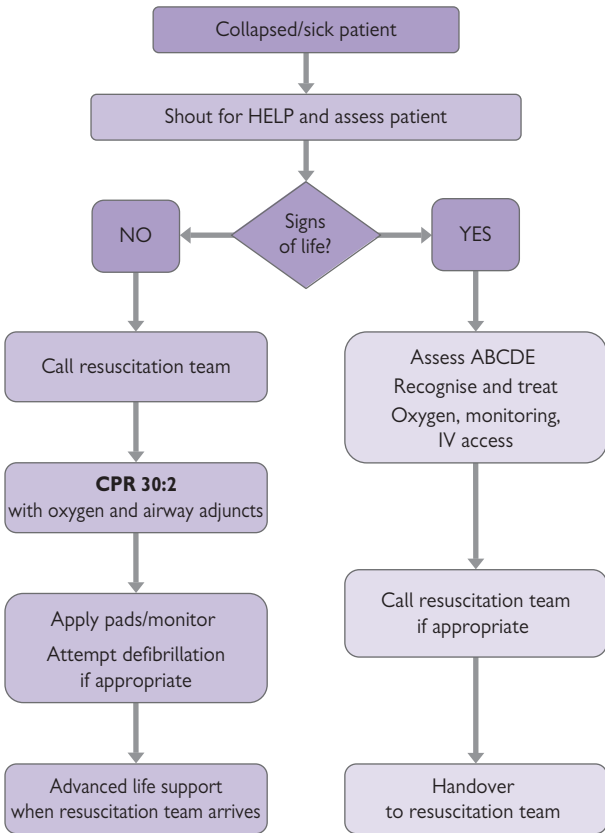 Collapsed/sick patient
Shout for HELP and assess patient
Signs
of life?
NO
YES
Call resuscitation team
CPR 30:2
with oxygen and airway adjuncts
Apply pads/monitor
Attempt defibrillation
if appropriate
Advanced life support
when resuscitation team arrives
Assess ABCDE
Recognise and treat
Oxygen, monitoring,
IV access
Call resuscitation team
if appropriate
Handover
to resuscitation team